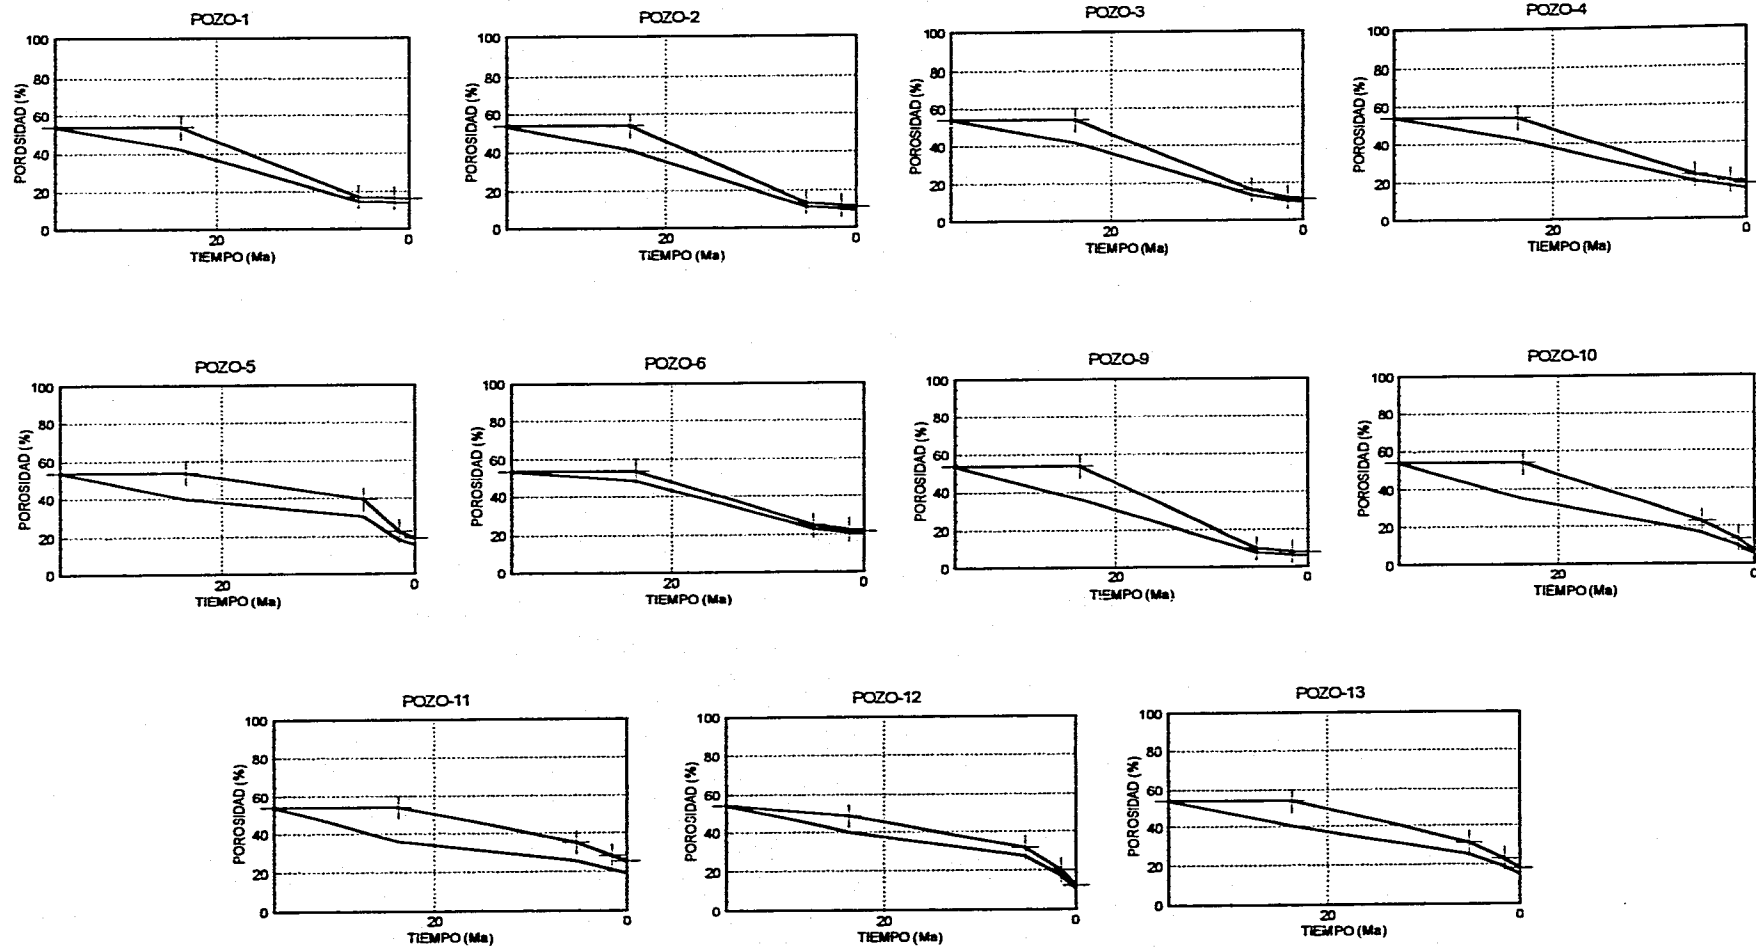 POZO-1
100
80
60
40
20
0
POROSIDAD (%)
20
0
TIEMPO (Ma)
POZO-2
100
80
60
40
20
0
POROSIDAD (%)
20
0
TIEMPO (Ma)
POZO-3
100
80
60
40
20
0
POROSIDAD (%)
20
0
TIEMPO (Ma)
POZO-4
100
80
60
40
20
0
POROSIDAD (%)
20
0
TIEMPO (Ma)
POZO-5
100
80
60
40
20
0
POROSIDAD (%)
20
0
TIEMPO (Ma)
POZO-6
100
80
60
40
20
0
POROSIDAD (%)
20
0
TIEMPO (Ma)
POZO-9
100
80
60
40
20
0
POROSIDAD (%)
20
0
TIEMPO (Ma)
POZO-10
100
80
60
40
20
0
POROSIDAD (%)
20
0
TIEMPO (Ma)
POZO-11
100
80
60
40
20
0
POROSIDAD (%)
20
0
TIEMPO (Ma)
POZO-12
100
80
60
40
20
0
POROSIDAD (%)
20
0
TIEMPO (Ma)
POZO-13
100
80
60
40
20
0
POROSIDAD (%)
20
0
TIEMPO (Ma)